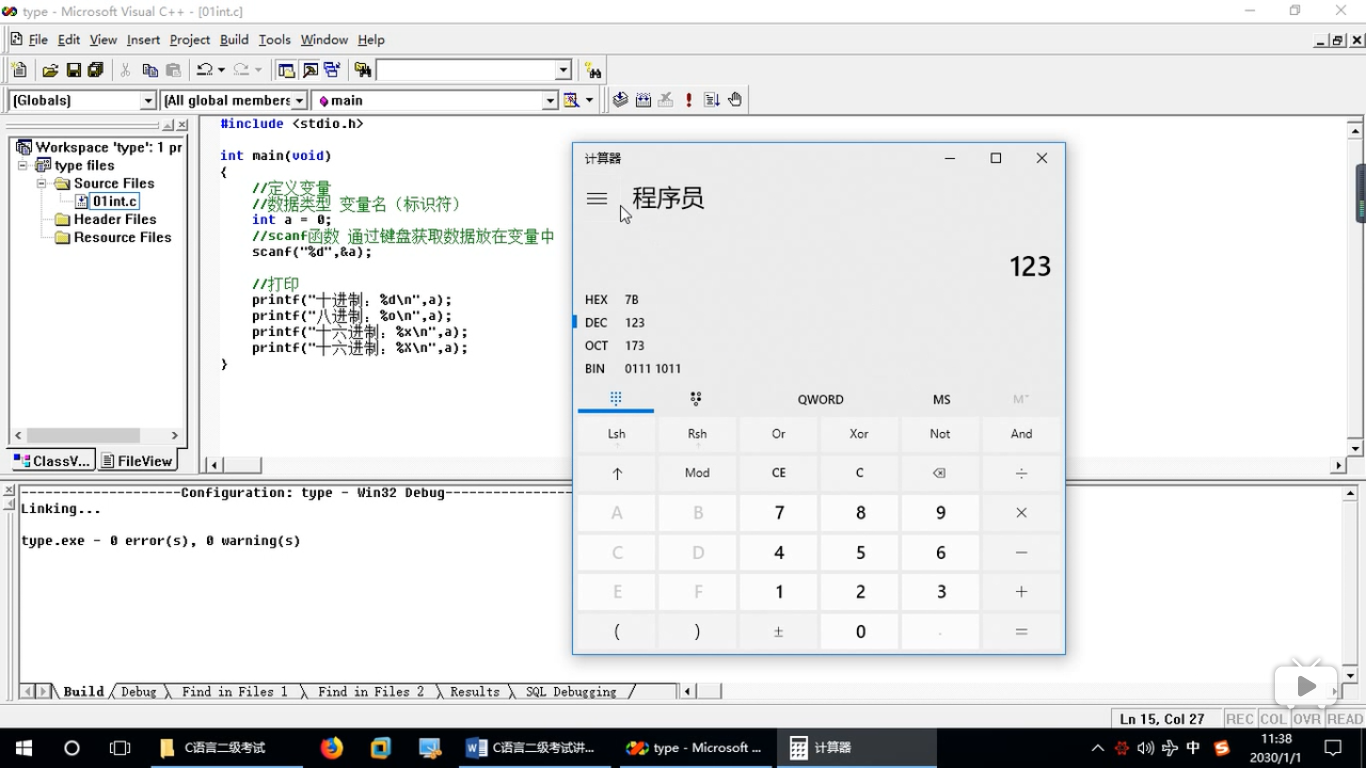 type - Microsoft Visual C++ - [01int.c]
File Edit View Insert Project Build Tools Window Help
(Globals) (All global members main
Workspace 'type': 1 pr
type files
Source Files
01int.c
Header Files
Resource Files
ClassV... FileView
#include <stdio.h>
int main(void)
{
//定义变量
//数据类型 变量名（标识符）
int a = 0;
//scanf函数 通过键盘获取数据放在变量中
scanf("%d",&a);
//打印
printf("十进制：%d\n",a);
printf("八进制：%o\n",a);
printf("十六进制：%x\n",a);
printf("十六进制：%X\n",a);
}
计算器
程序员
123
HEX 7B
DEC 123
OCT 173
BIN 0111 1011
QWORD MS M
Lsh Rsh Or Xor Not And
↑ Mod CE C ÷
A B 7 8 9 ×
C D 4 5 6 −
E F 1 2 3 +
( ) ± 0 . =
--------------------Configuration: type - Win32 Debug----------------
Linking...
type.exe - 0 error(s), 0 warning(s)
Build Debug Find in Files 1 Find in Files 2 Results SQL Debugging
Ln 15, Col 27 REC COL OVR READ
C语言二级考试 C语言二级考试讲... type - Microsoft ... 计算器 中 11:38
2030/1/1